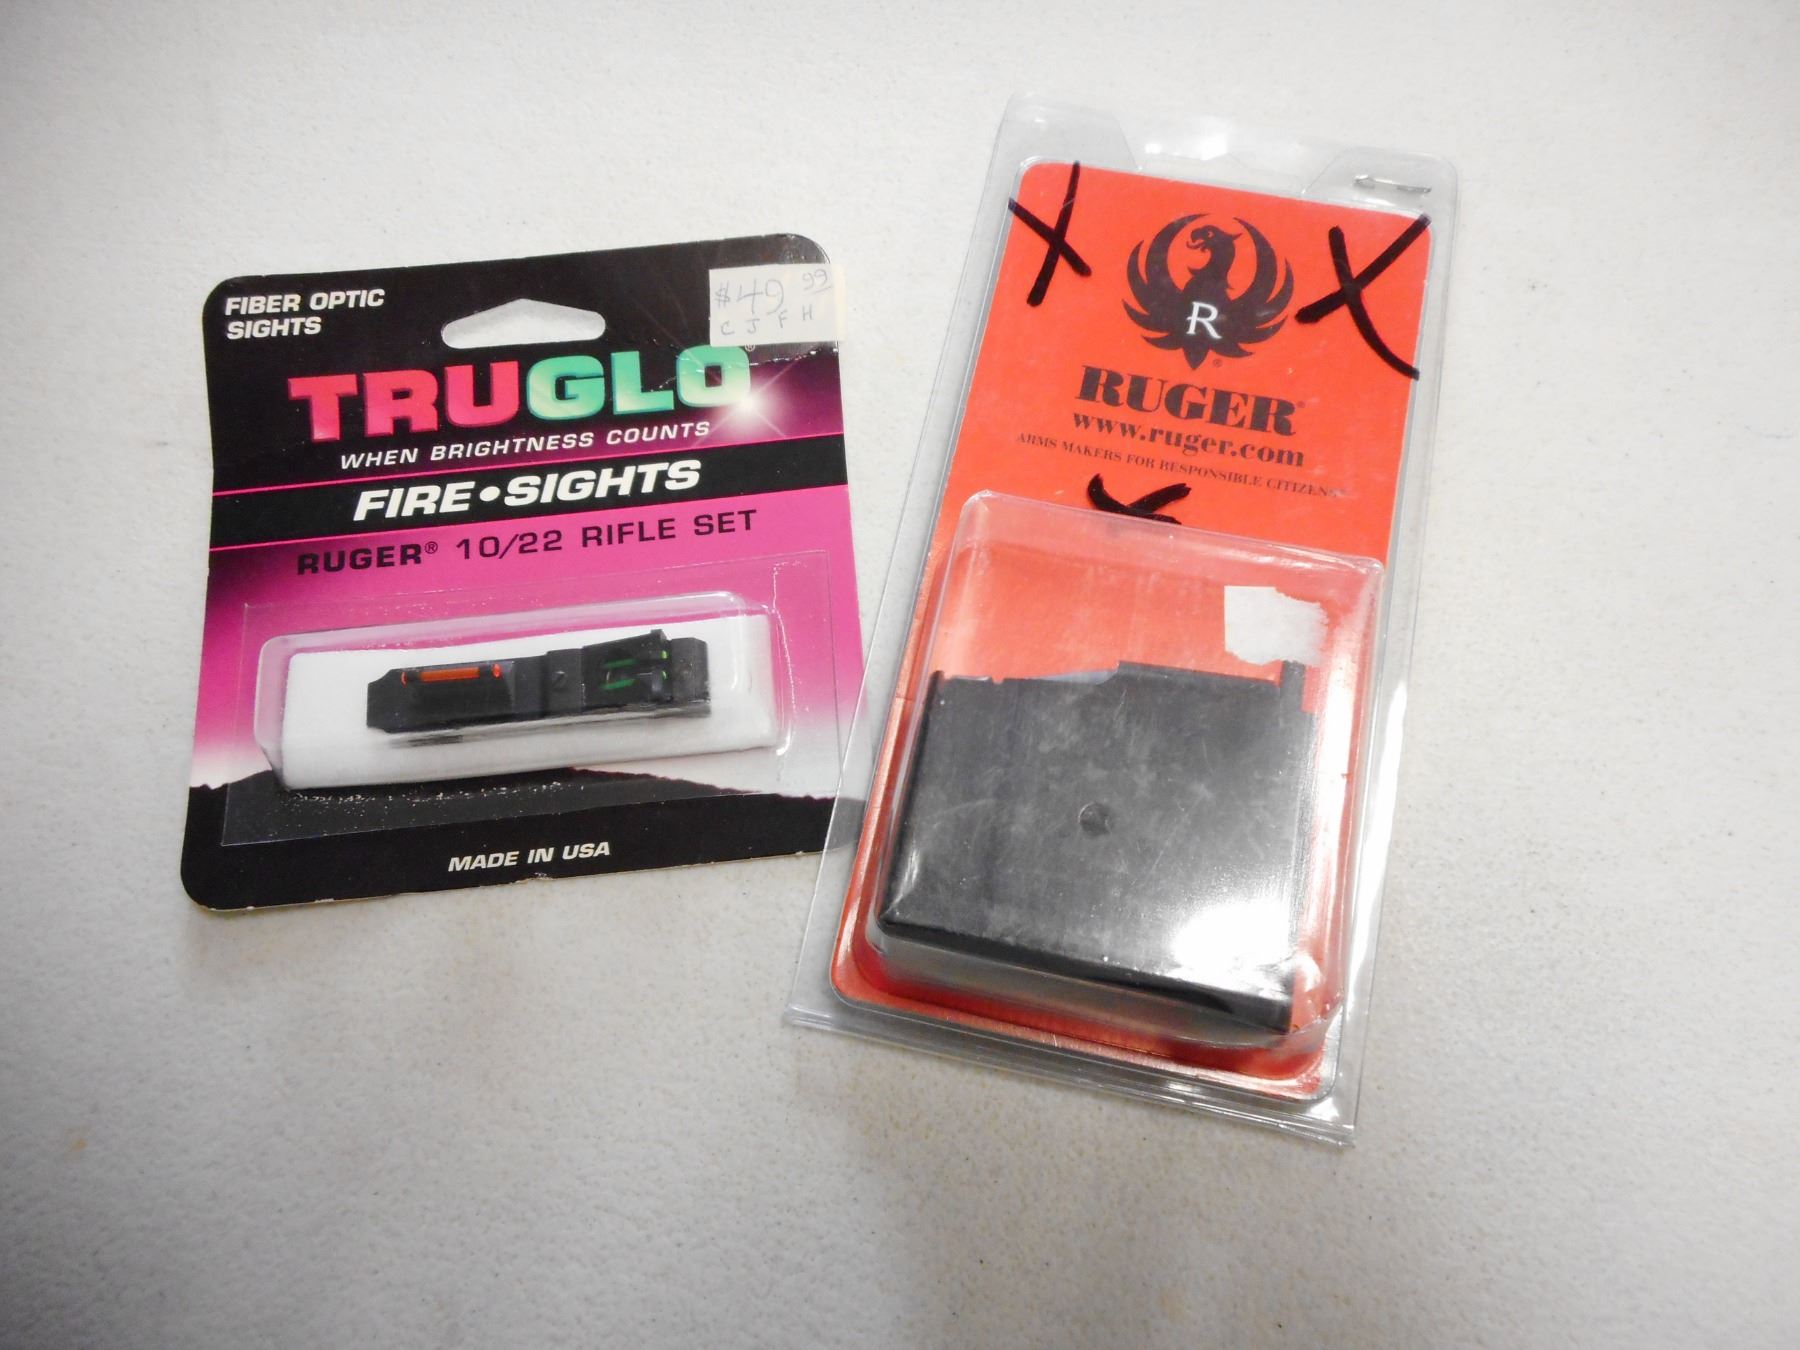 FIBER OPTIC
SIGHTS
$49 99
C J F H
TRUGLO®
WHEN BRIGHTNESS COUNTS
FIRE•SIGHTS
RUGER® 10/22 RIFLE SET
MADE IN USA
X X
R
RUGER®
www.ruger.com
ARMS MAKERS FOR RESPONSIBLE CITIZENS
X